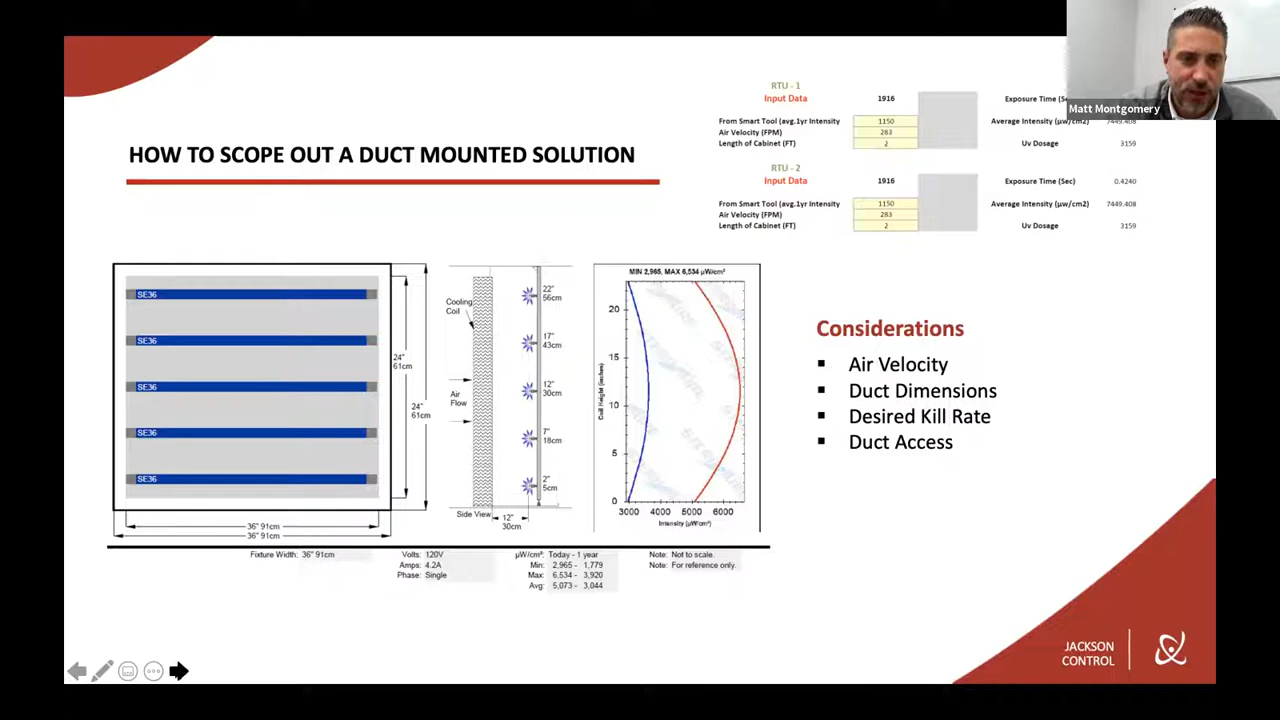 Matt Montgomery
RTU - 1
Input Data 1916 Exposure Time (Se
From Smart Tool (avg.1yr Intensity 1150 Average Intensity (µw/cm2) 7449.408
Air Velocity (FPM) 283
Length of Cabinet (FT) 2 Uv Dosage 3159
RTU - 2
Input Data 1916 Exposure Time (Sec) 0.4240
From Smart Tool (avg.1yr Intensity 1150 Average Intensity (µw/cm2) 7449.408
Air Velocity (FPM) 283
Length of Cabinet (FT) 2 Uv Dosage 3159
HOW TO SCOPE OUT A DUCT MOUNTED SOLUTION
SE36
SE36
SE36
SE36
SE36
24"
61cm
24"
61cm
36" 91cm
36" 91cm
Cooling
Coil
Air
Flow
22"
56cm
17"
43cm
12"
30cm
7"
18cm
2"
5cm
Side View
12"
30cm
MIN 2,965, MAX 6,534 µW/cm²
Coil Height (inches)
20
15
10
5
0
3000 4000 5000 6000
Intensity (µW/cm²)
Fixture Width: 36" 91cm
Volts: 120V
Amps: 4.2A
Phase: Single
µW/cm²: Today - 1 year
Min: 2,965 - 1,779
Max: 6,534 - 3,920
Avg: 5,073 - 3,044
Note: Not to scale.
Note: For reference only.
Considerations
▪ Air Velocity
▪ Duct Dimensions
▪ Desired Kill Rate
▪ Duct Access
JACKSON
CONTROL